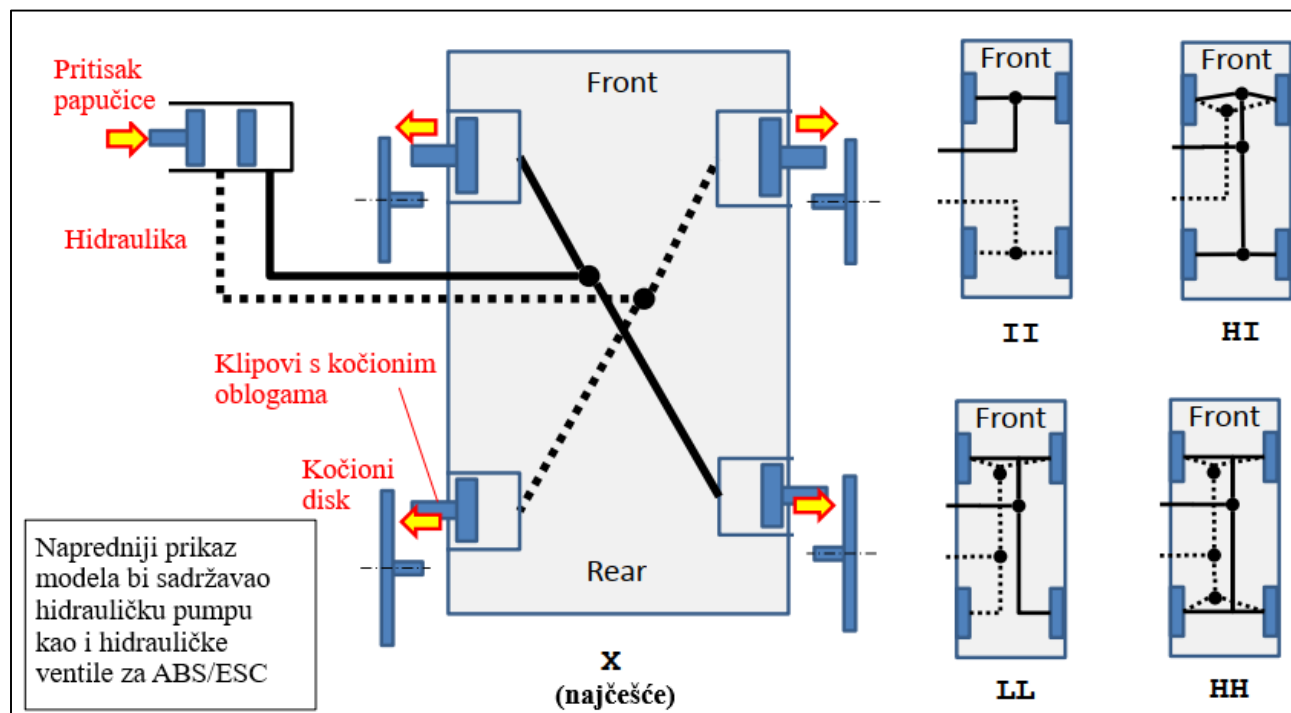 Pritisak
papučice
Hidraulika
Klipovi s kočionim
oblogama
Kočioni
disk
Napredniji prikaz
modela bi sadržavao
hidrauličku pumpu
kao i hidrauličke
ventile za ABS/ESC
Front
Rear
X
(najčešće)
Front
II
Front
HI
Front
LL
Front
HH